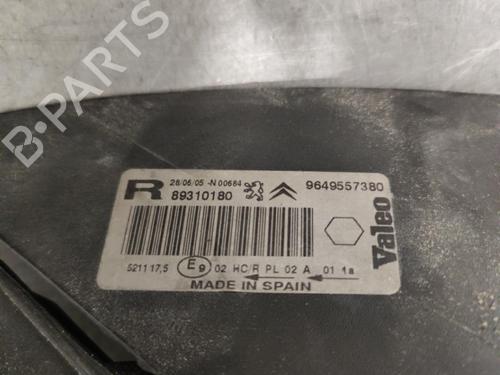 R 28/06/05 -N 00684 9649557380
89310180
Valeo
521117,5 E9 02 HC/R PL 02 A 01 1a
MADE IN SPAIN
B-PARTS